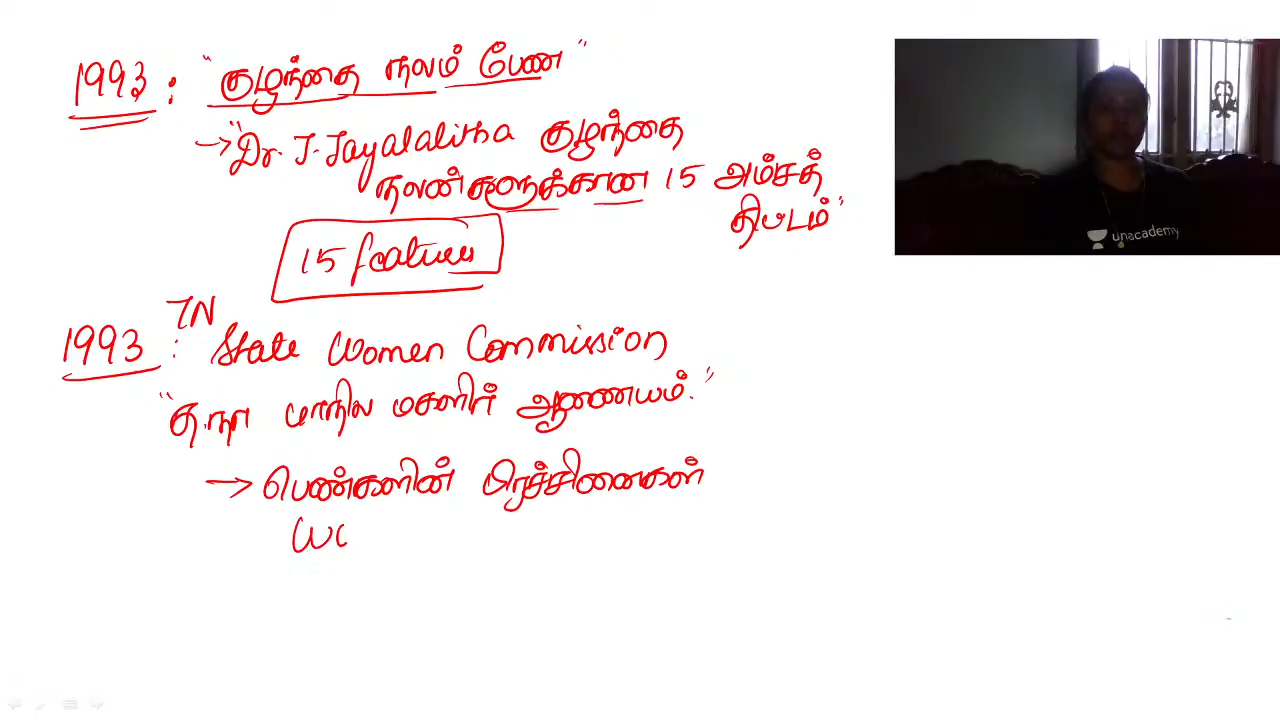 1993 : "குழந்தை நலம் பேண"
→ "Dr. J. Jayalalitha குழந்தை
நலன்களுக்கான 15 அம்சத்
திட்டம்"
15 features
TN
1993 : State Women Commission
"த.நா மாநில மகளிர் ஆணையம்."
→ பெண்களின் பிரச்சினைகள்
unacademy